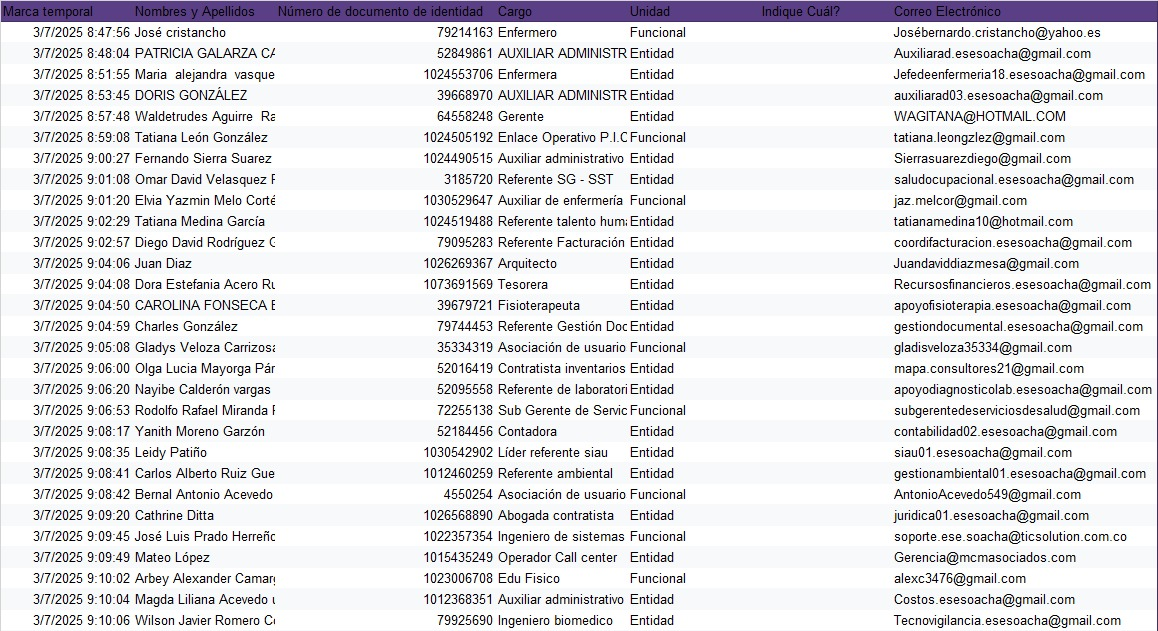 Marca temporal Nombres y Apellidos Número de documento de identidad Cargo Unidad Indique Cuál? Correo Electrónico
3/7/2025 8:47:56 José cristancho 79214163 Enfermero Funcional Josébernardo.cristancho@yahoo.es
3/7/2025 8:48:04 PATRICIA GALARZA CA 52849861 AUXILIAR ADMINISTR Entidad Auxiliarad.esesoacha@gmail.com
3/7/2025 8:51:55 Maria alejandra vasque 1024553706 Enfermera Entidad Jefedeenfermeria18.esesoacha@gmail.com
3/7/2025 8:53:45 DORIS GONZÁLEZ 39668970 AUXILIAR ADMINISTR Entidad auxiliarad03.esesoacha@gmail.com
3/7/2025 8:57:48 Waldetrudes Aguirre Ra 64558248 Gerente Entidad WAGITANA@HOTMAIL.COM
3/7/2025 8:59:08 Tatiana León González 1024505192 Enlace Operativo P.I.C Funcional tatiana.leongzlez@gmail.com
3/7/2025 9:00:27 Fernando Sierra Suarez 1024490515 Auxiliar administrativo Entidad Sierrasuarezdiego@gmail.com
3/7/2025 9:01:08 Omar David Velasquez R 3185720 Referente SG - SST Entidad saludocupacional.esesoacha@gmail.com
3/7/2025 9:01:20 Elvia Yazmin Melo Corté 1030529647 Auxiliar de enfermería Funcional jaz.melcor@gmail.com
3/7/2025 9:02:29 Tatiana Medina García 1024519488 Referente talento huma Entidad tatianamedina10@hotmail.com
3/7/2025 9:02:57 Diego David Rodríguez G 79095283 Referente Facturación Entidad coordifacturacion.esesoacha@gmail.com
3/7/2025 9:04:06 Juan Diaz 1026269367 Arquitecto Entidad Juandaviddiazmesa@gmail.com
3/7/2025 9:04:08 Dora Estefania Acero Ru 1073691569 Tesorera Entidad Recursosfinancieros.esesoacha@gmail.com
3/7/2025 9:04:50 CAROLINA FONSECA 39679721 Fisioterapeuta Entidad apoyofisioterapia.esesoacha@gmail.com
3/7/2025 9:04:59 Charles González 79744453 Referente Gestión Doc Entidad gestiondocumental.esesoacha@gmail.com
3/7/2025 9:05:08 Gladys Veloza Carrizosa 35334319 Asociación de usuario Funcional gladisveloza35334@gmail.com
3/7/2025 9:06:00 Olga Lucia Mayorga Pár 52016419 Contratista inventarios Entidad mapa.consultores21@gmail.com
3/7/2025 9:06:20 Nayibe Calderón vargas 52095558 Referente de laboratori Entidad apoyodiagnosticolab.esesoacha@gmail.com
3/7/2025 9:06:53 Rodolfo Rafael Miranda 72255138 Sub Gerente de Servic Funcional subgerentedeserviciosdesalud@gmail.com
3/7/2025 9:08:17 Yanith Moreno Garzón 52184456 Contadora Entidad contabilidad02.esesoacha@gmail.com
3/7/2025 9:08:35 Leidy Patiño 1030542902 Líder referente siau Entidad siau01.esesoacha@gmail.com
3/7/2025 9:08:41 Carlos Alberto Ruiz Gue 1012460259 Referente ambiental Entidad gestionambiental01.esesoacha@gmail.com
3/7/2025 9:08:42 Bernal Antonio Acevedo 4550254 Asociación de usuario Funcional AntonioAcevedo549@gmail.com
3/7/2025 9:09:20 Cathrine Ditta 1026568890 Abogada contratista Entidad juridica01.esesoacha@gmail.com
3/7/2025 9:09:45 José Luis Prado Herreño 1022357354 Ingeniero de sistemas Funcional soporte.ese.soacha@ticsolution.com.co
3/7/2025 9:09:49 Mateo López 1015435249 Operador Call center Entidad Gerencia@mcmasociados.com
3/7/2025 9:10:02 Arbey Alexander Camarg 1023006708 Edu Fisico Funcional alexc3476@gmail.com
3/7/2025 9:10:04 Magda Liliana Acevedo u 1012368351 Auxiliar administrativo Entidad Costos.esesoacha@gmail.com
3/7/2025 9:10:06 Wilson Javier Romero Co 79925690 Ingeniero biomedico Entidad Tecnovigilancia.esesoacha@gmail.com